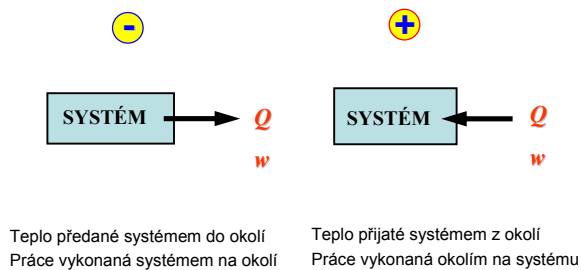 - +
SYSTÉM Q SYSTÉM Q
w w
Teplo předané systémem do okolí
Práce vykonaná systémem na okolí
Teplo přijaté systémem z okolí
Práce vykonaná okolím na systému